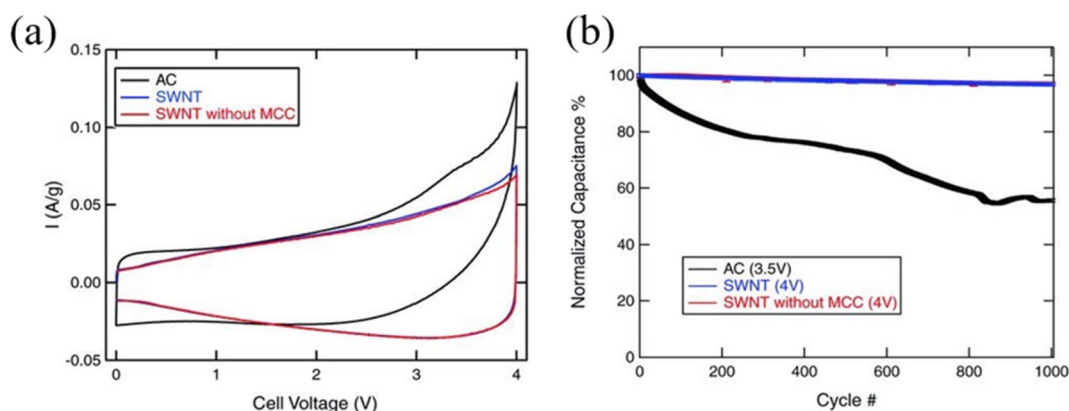 (a)
0.15
0.10
0.05
0.00
-0.05
I (A/g)
AC
SWNT
SWNT without MCC
0
1
2
3
4
Cell Voltage (V)
(b)
100
80
60
40
20
0
Normalized Capacitance %
AC (3.5V)
SWNT (4V)
SWNT without MCC (4V)
0
200
400
600
800
1000
Cycle #